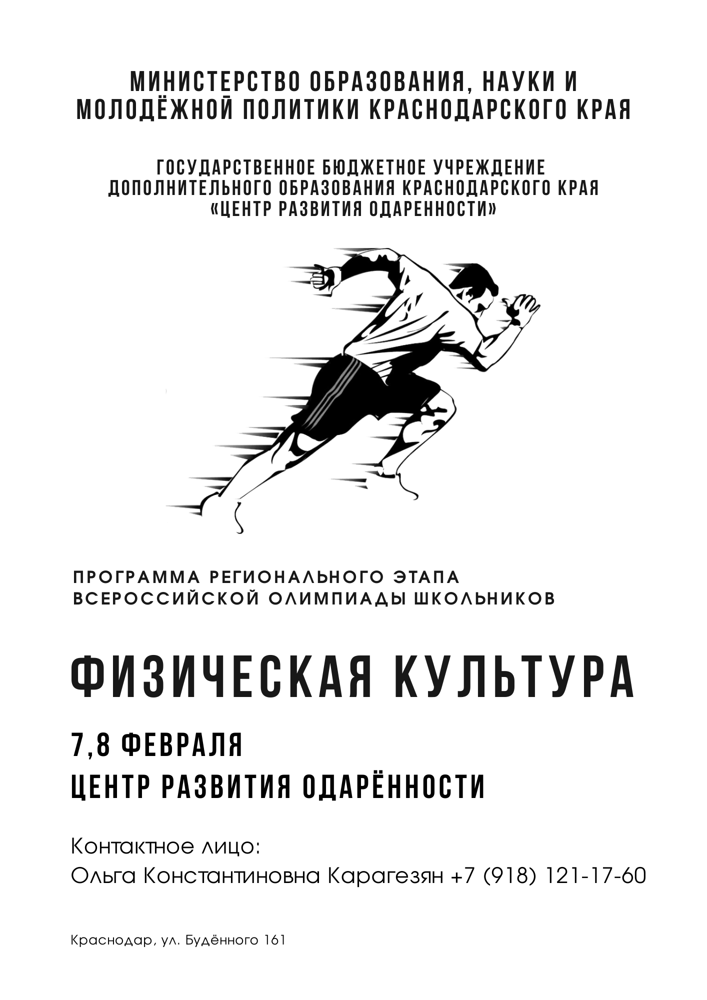 МИНИСТЕРСТВО ОБРАЗОВАНИЯ, НАУКИ И
МОЛОДЁЖНОЙ ПОЛИТИКИ КРАСНОДАРСКОГО КРАЯ
ГОСУДАРСТВЕННОЕ БЮДЖЕТНОЕ УЧРЕЖДЕНИЕ
ДОПОЛНИТЕЛЬНОГО ОБРАЗОВАНИЯ КРАСНОДАРСКОГО КРАЯ
«ЦЕНТР РАЗВИТИЯ ОДАРЕННОСТИ»
ПРОГРАММА РЕГИОНАЛЬНОГО ЭТАПА
ВСЕРОССИЙСКОЙ ОЛИМПИАДЫ ШКОЛЬНИКОВ
ФИЗИЧЕСКАЯ КУЛЬТУРА
7,8 ФЕВРАЛЯ
ЦЕНТР РАЗВИТИЯ ОДАРЁННОСТИ
Контактное лицо:
Ольга Константиновна Карагезян +7 (918) 121-17-60
Краснодар, ул. Будённого 161